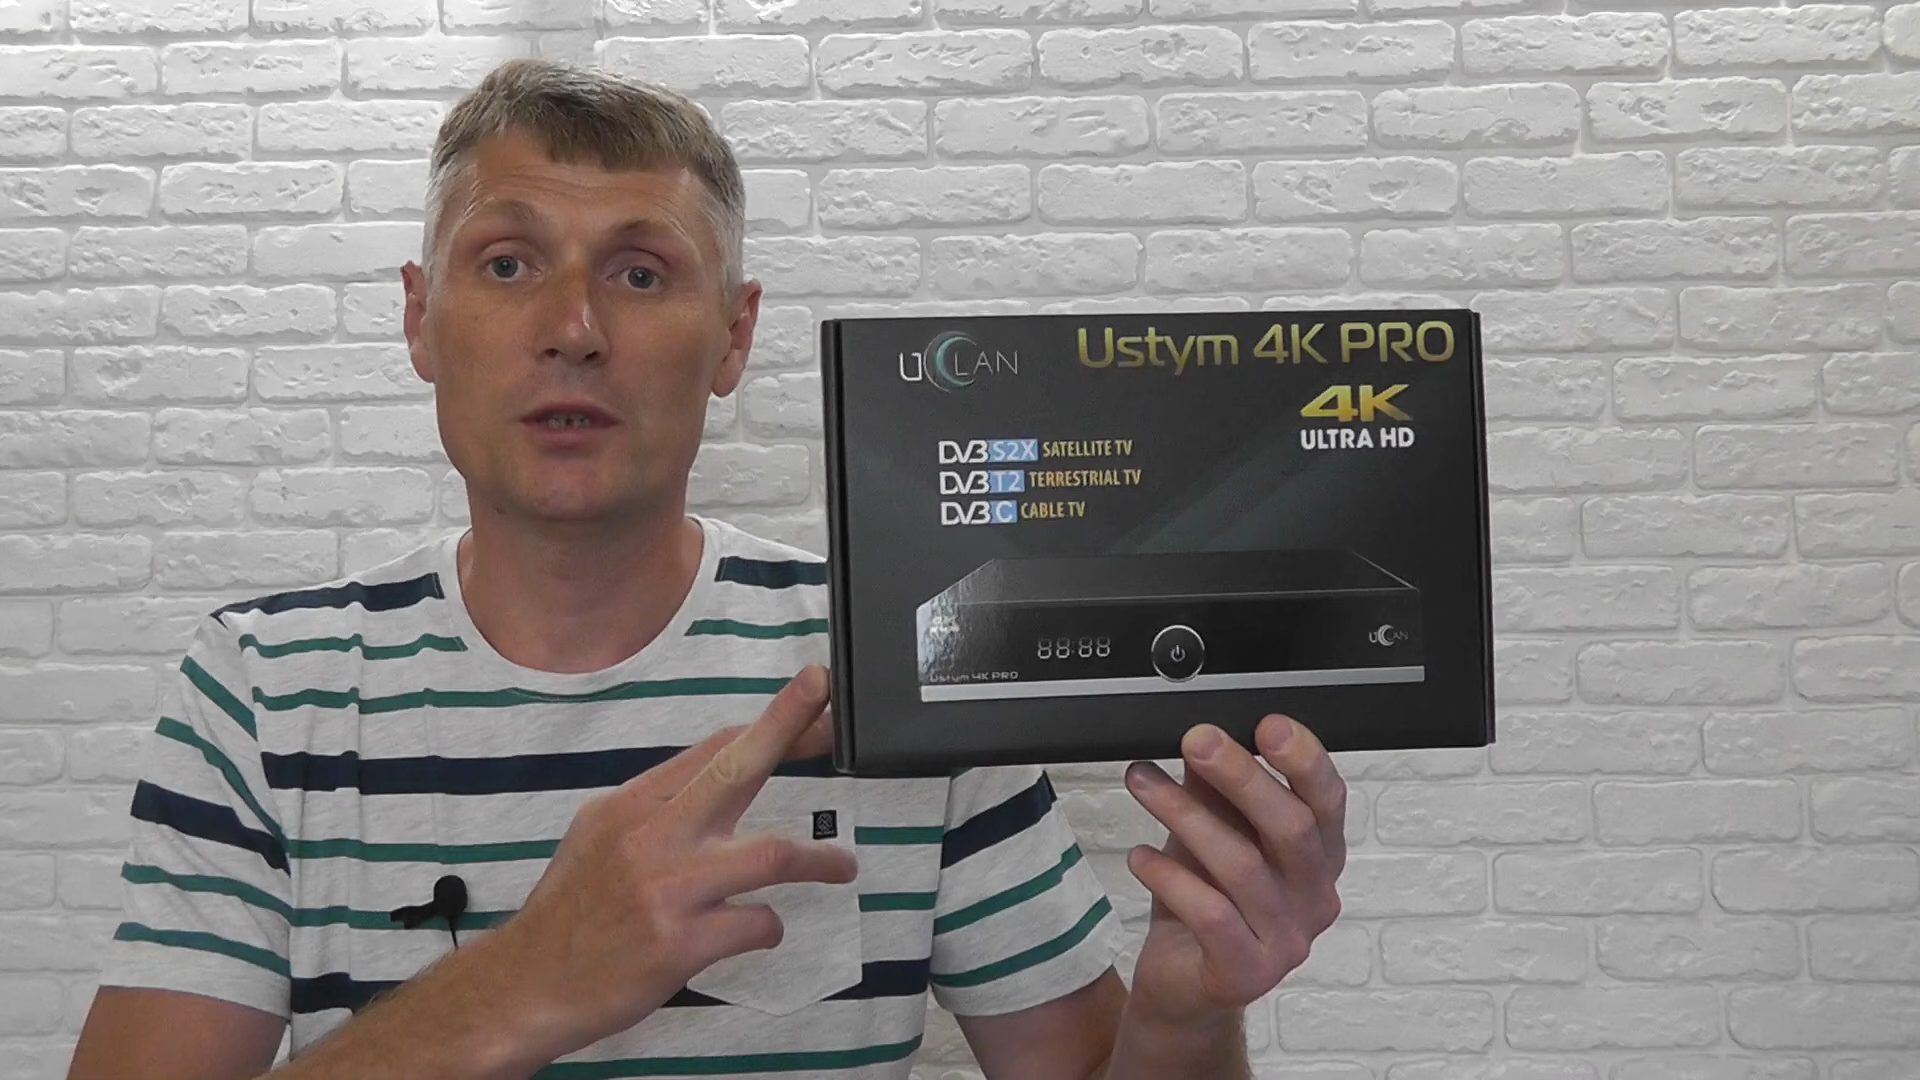 UCLAN
Ustym 4K PRO
4K
ULTRA HD
DVB S2X SATELLITE TV
DVB T2 TERRESTRIAL TV
DVB C CABLE TV
4K
88:88
UCLAN
Ustym 4K PRO